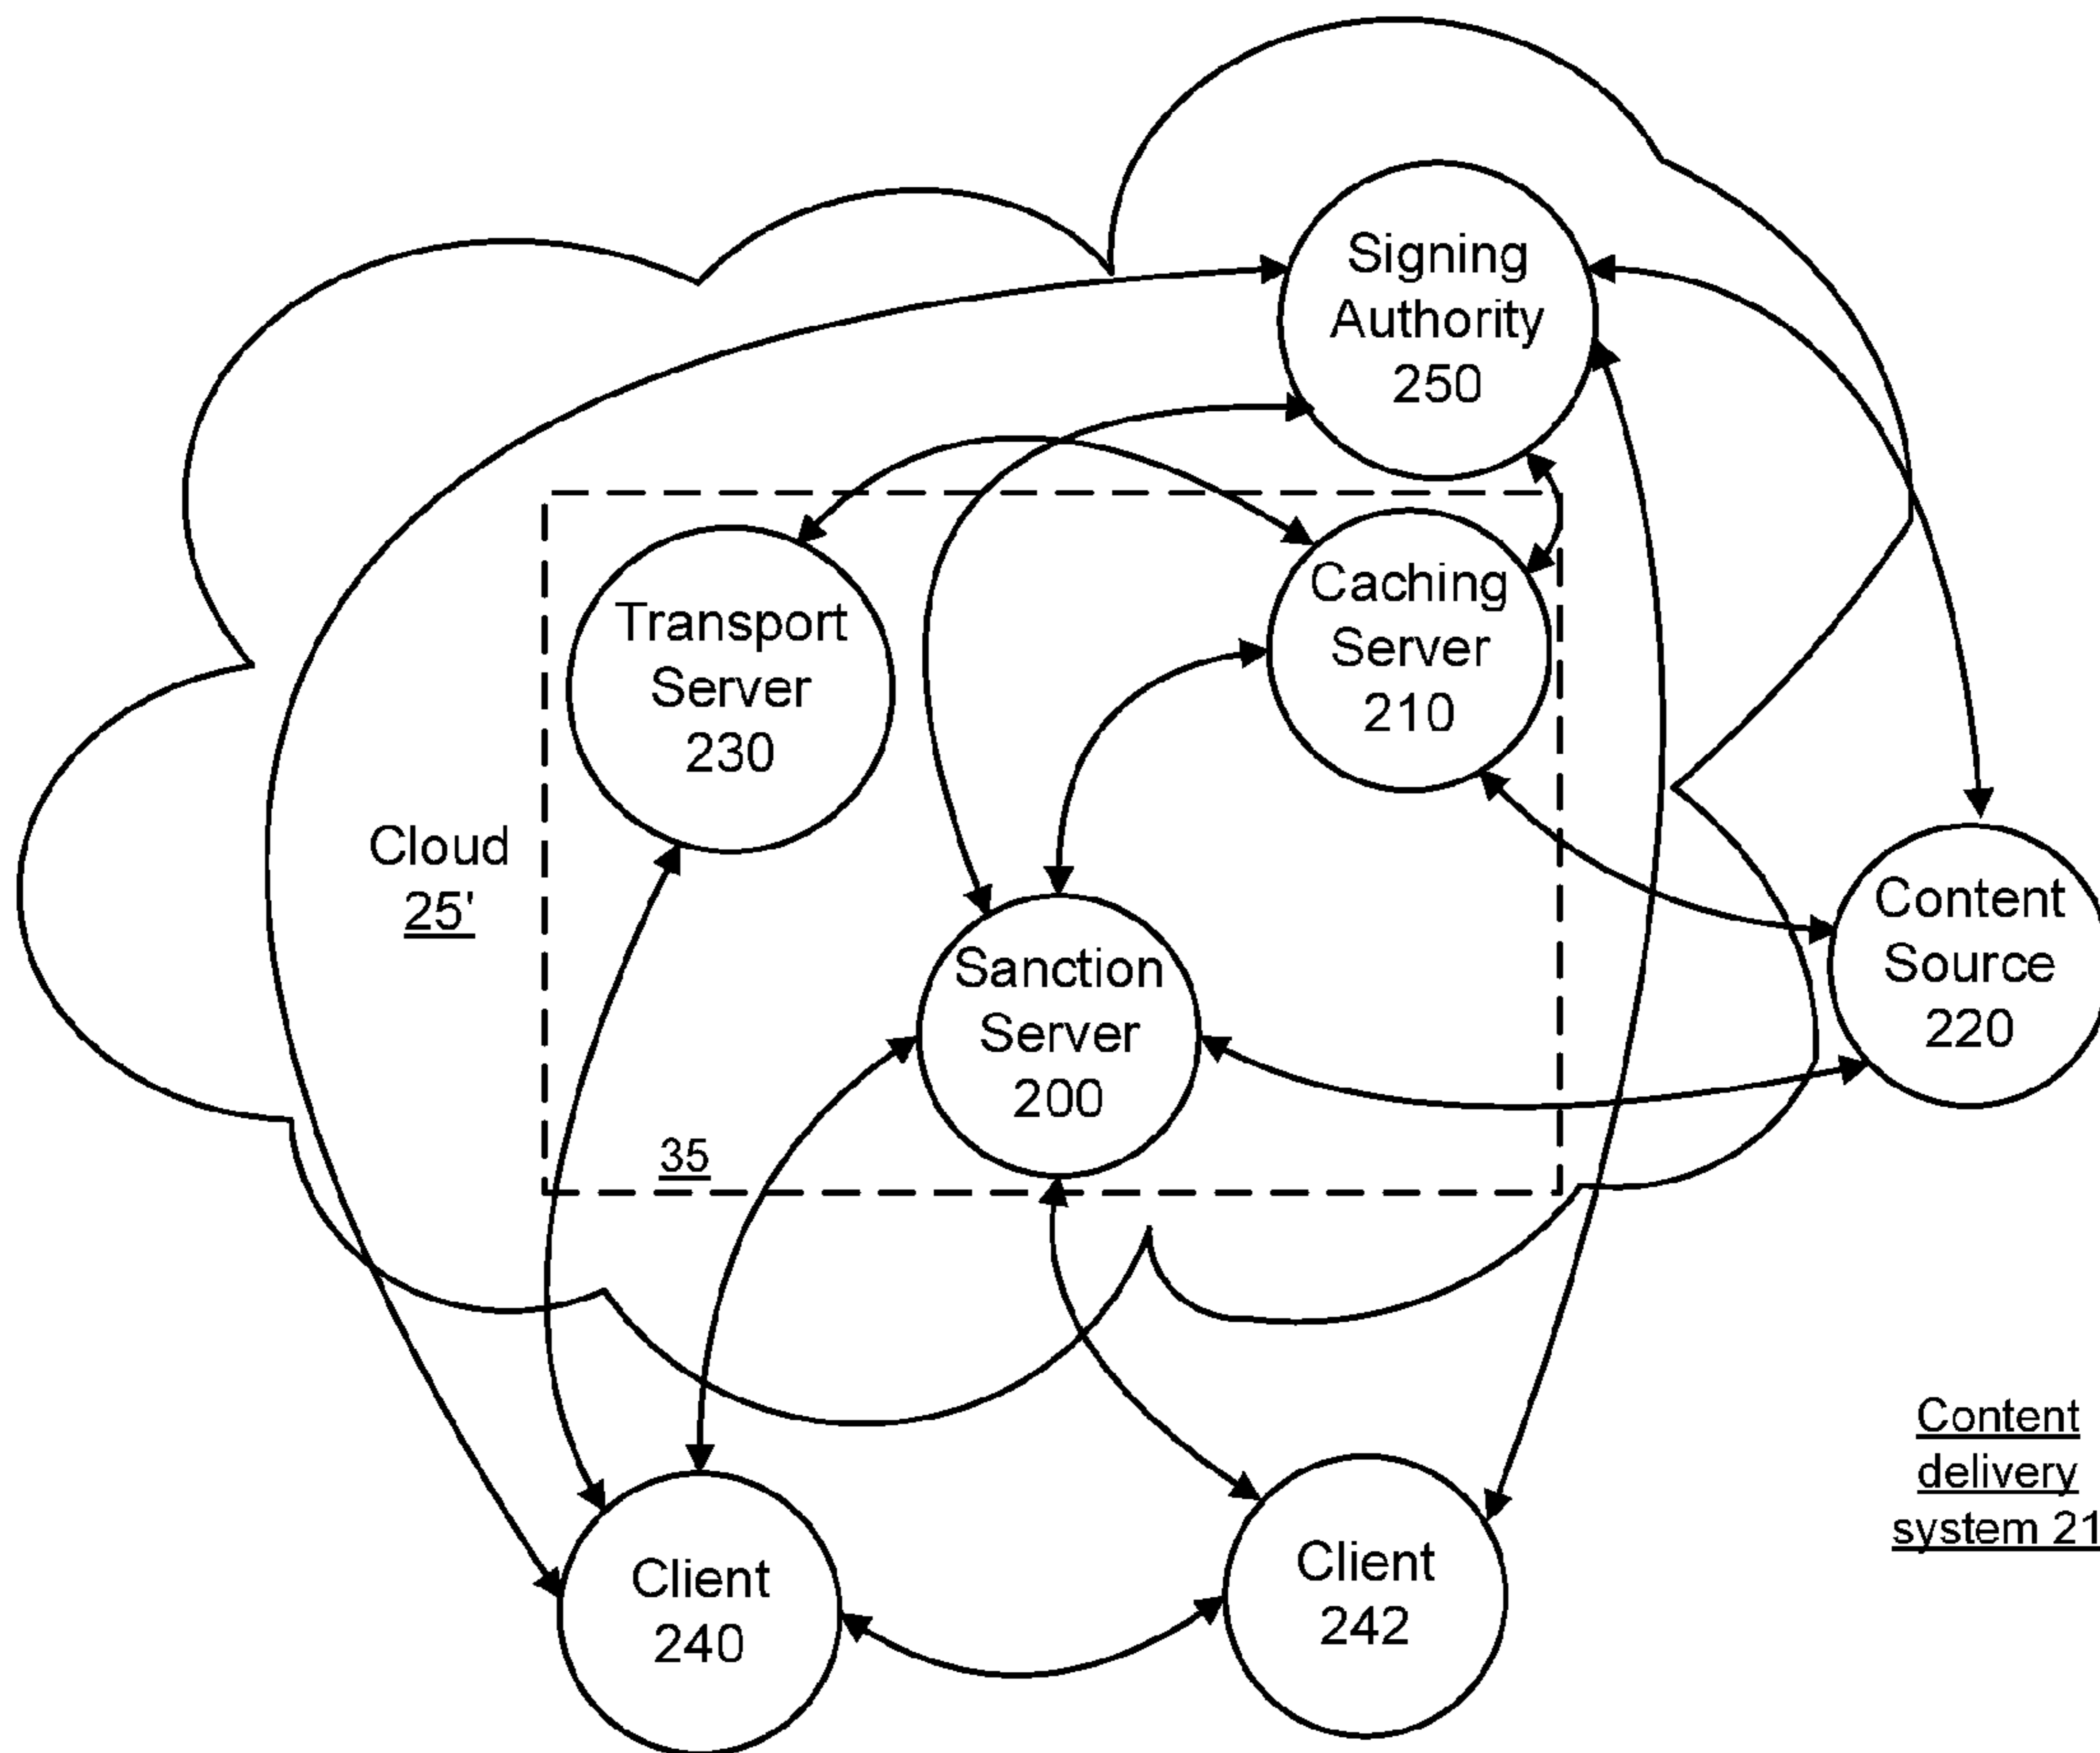 Signing
Authority
250
Caching
Server
210
Transport
Server
230
Cloud
25'
Content
Source
220
Sanction
Server
200
35
Content
delivery
system 21
Client
240
Client
242